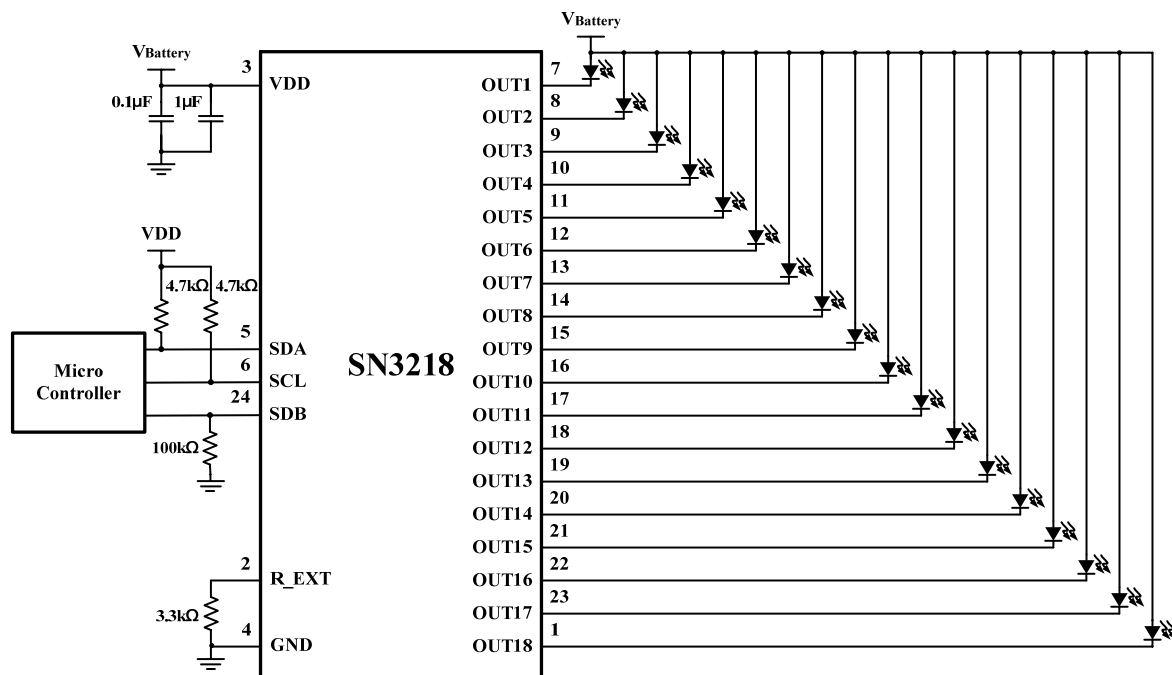 VBattery
0.1µF
1µF
3
VDD
VDD
4.7kΩ
4.7kΩ
Micro
Controller
5
SDA
6
SCL
24
SDB
100kΩ
2
R_EXT
3.3kΩ
4
GND
SN3218
VBattery
7
OUT1
8
OUT2
9
OUT3
10
OUT4
11
OUT5
12
OUT6
13
OUT7
14
OUT8
15
OUT9
16
OUT10
17
OUT11
18
OUT12
19
OUT13
20
OUT14
21
OUT15
22
OUT16
23
OUT17
1
OUT18